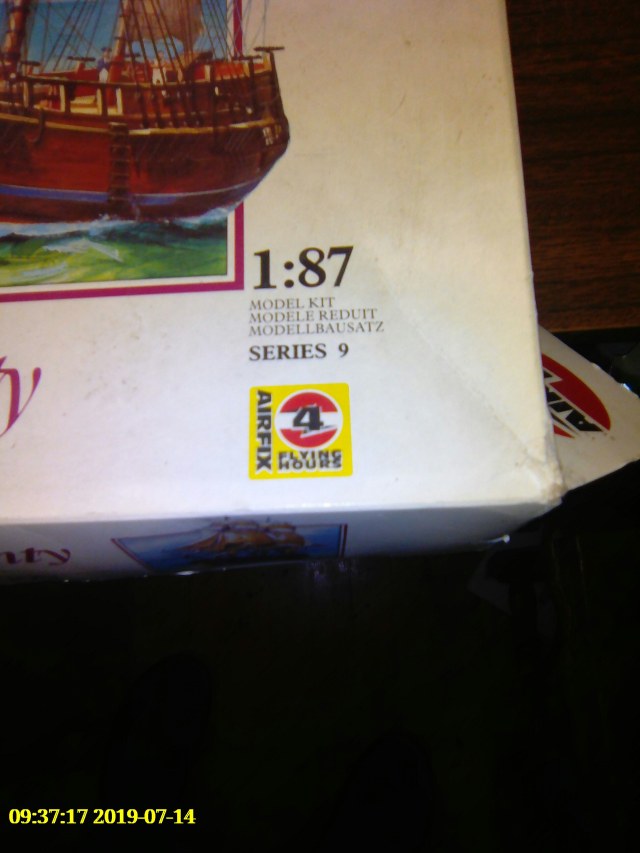 1:87
MODEL KIT
MODELE REDUIT
MODELLBAUSATZ
SERIES 9
y
AIRFIX
4
FLYING
HOURS
nty
09:37:17 2019-07-14